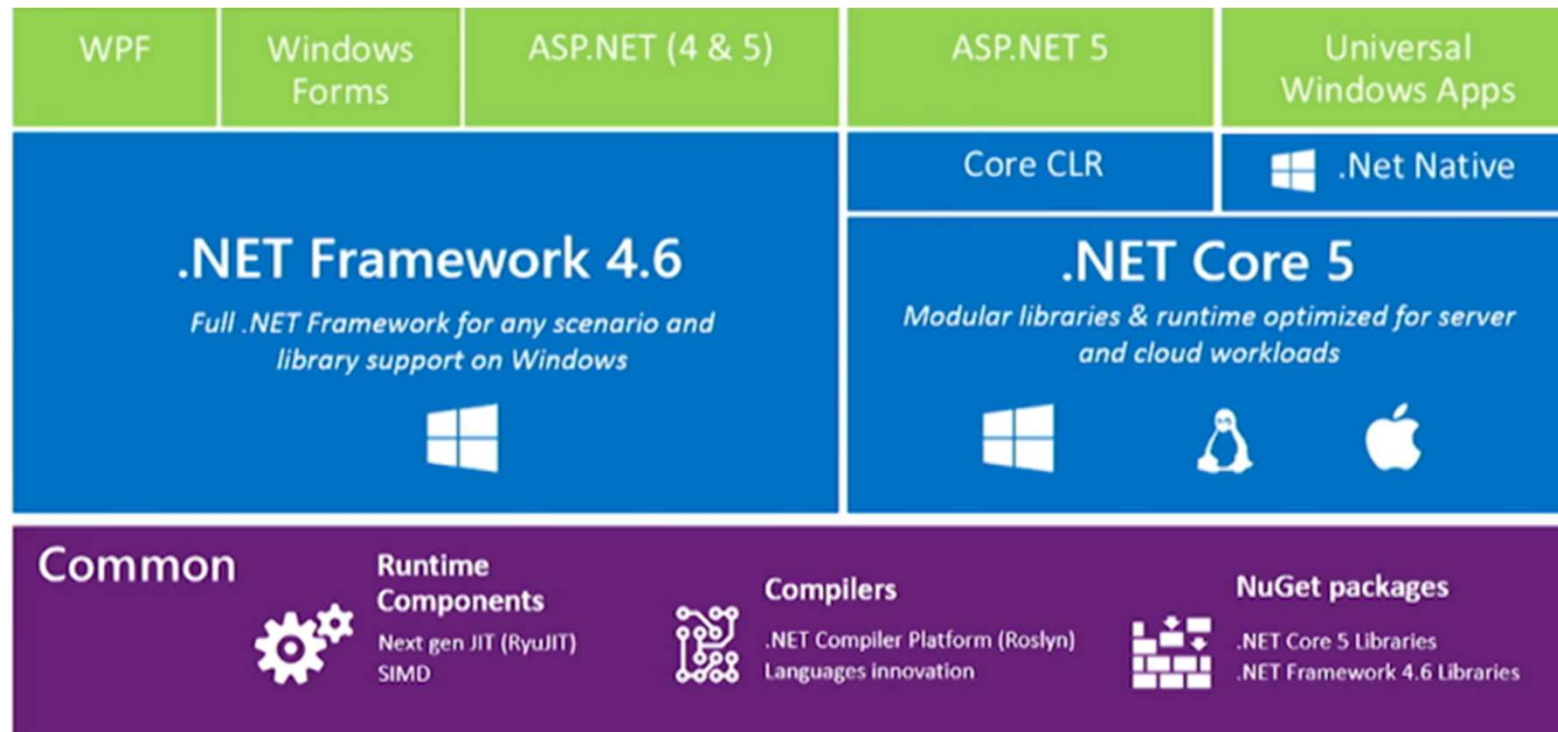 WPF
Windows
Forms
ASP.NET (4 & 5)
ASP.NET 5
Universal
Windows Apps
Core CLR
.Net Native
.NET Framework 4.6
Full .NET Framework for any scenario and
library support on Windows
.NET Core 5
Modular libraries & runtime optimized for server
and cloud workloads
Common
Runtime
Components
Next gen JIT (RyuJIT)
SIMD
Compilers
.NET Compiler Platform (Roslyn)
Languages innovation
NuGet packages
.NET Core 5 Libraries
.NET Framework 4.6 Libraries